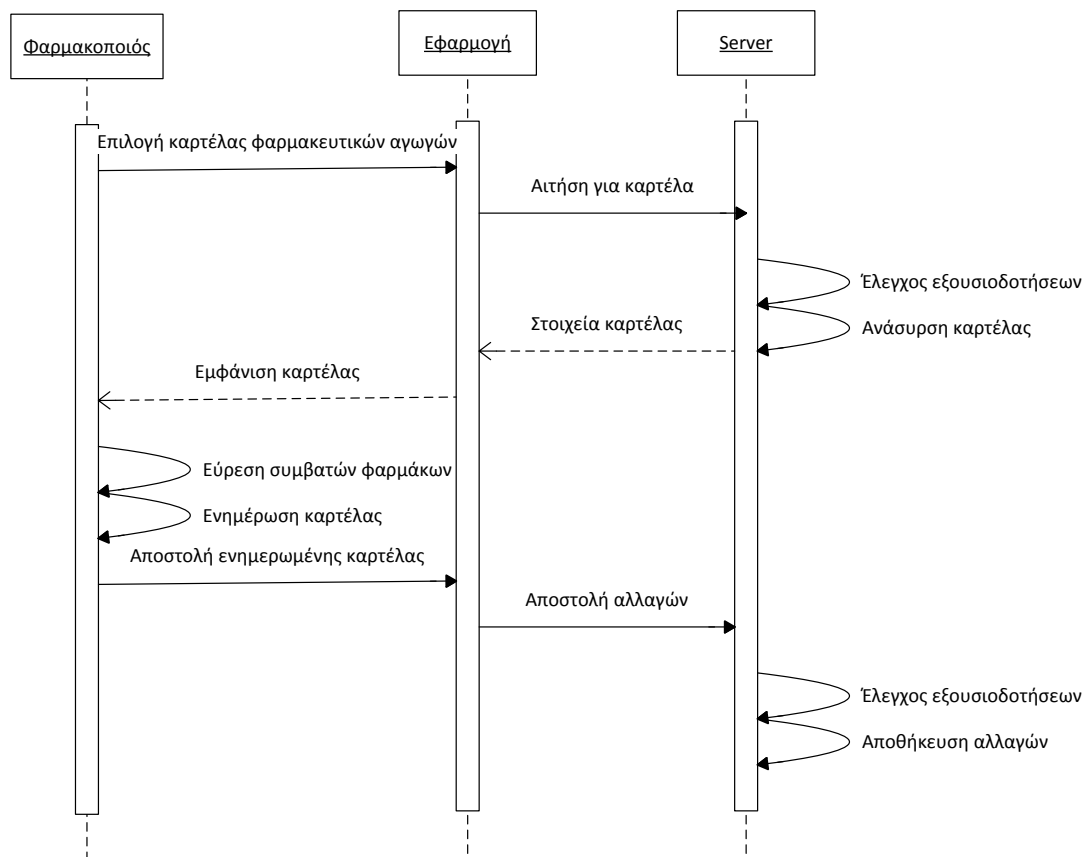 Φαρμακοποιός
Εφαρμογή
Server
Επιλογή καρτέλας φαρμακευτικών αγωγών
Αιτήση για καρτέλα
Έλεγχος εξουσιοδοτήσεων
Στοιχεία καρτέλας
Ανάσυρση καρτέλας
Εμφάνιση καρτέλας
Εύρεση συμβατών φαρμάκων
Ενημέρωση καρτέλας
Αποστολή ενημερωμένης καρτέλας
Αποστολή αλλαγών
Έλεγχος εξουσιοδοτήσεων
Αποθήκευση αλλαγών